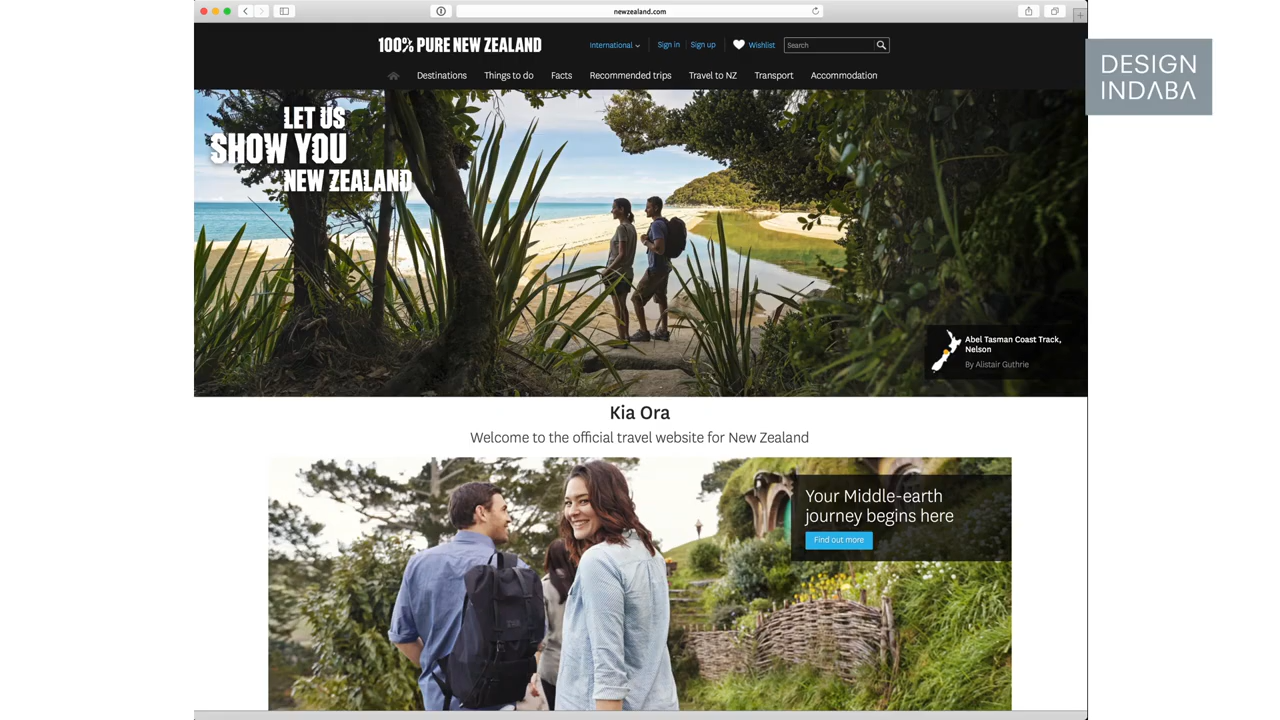 newzealand.com
DESIGN
INDABA
100% PURE NEW ZEALAND
International
Sign in
Sign up
Wishlist
Search
Destinations
Things to do
Facts
Recommended trips
Travel to NZ
Transport
Accommodation
LET US
SHOW YOU
NEW ZEALAND
Abel Tasman Coast Track,
Nelson
By Alistair Guthrie
Kia Ora
Welcome to the official travel website for New Zealand
Your Middle-earth
journey begins here
Find out more